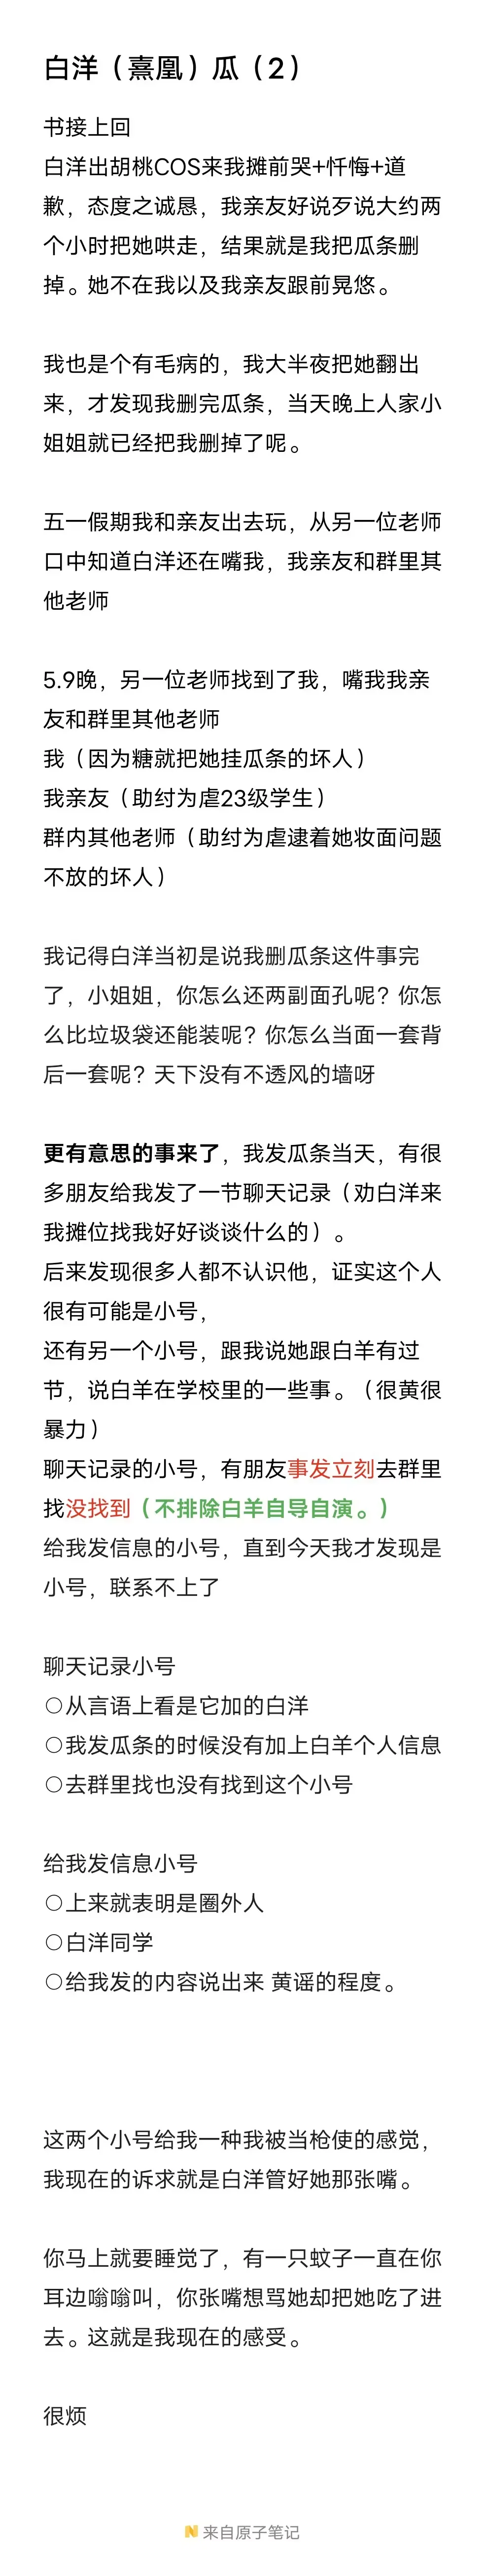 白洋（熹凰）瓜（2）
书接上回
白洋出胡桃COS来我摊前哭+忏悔+道
歉，态度之诚恳，我亲友好说歹说大约两
个小时把她哄走，结果就是我把瓜条删
掉。她不在我以及我亲友跟前晃悠。
我也是个有毛病的，我大半夜把她翻出
来，才发现我删完瓜条，当天晚上人家小
姐姐就已经把我删掉了呢。
五一假期我和亲友出去玩，从另一位老师
口中知道白洋还在嘴我，我亲友和群里其
他老师
5.9晚，另一位老师找到了我，嘴我我亲
友和群里其他老师
我（因为糖就把她挂瓜条的坏人）
我亲友（助纣为虐23级学生）
群内其他老师（助纣为虐逮着她妆面问题
不放的坏人）
我记得白洋当初是说我删瓜条这件事完
了，小姐姐，你怎么还两副面孔呢？你怎
么比垃圾袋还能装呢？你怎么当面一套背
后一套呢？天下没有不透风的墙呀
更有意思的事来了，我发瓜条当天，有很
多朋友给我发了一节聊天记录（劝白洋来
我摊位找我好好谈谈什么的）。
后来发现很多人都不认识他，证实这个人
很有可能是小号，
还有另一个小号，跟我说她跟白羊有过
节，说白羊在学校里的一些事。（很黄很
暴力）
聊天记录的小号，有朋友事发立刻去群里
找没找到（不排除白羊自导自演。）
给我发信息的小号，直到今天我才发现是
小号，联系不上了
聊天记录小号
○从言语上看是它加的白洋
○我发瓜条的时候没有加上白羊个人信息
○去群里找也没有找到这个小号
给我发信息小号
○上来就表明是圈外人
○白洋同学
○给我发的内容说出来 黄谣的程度。
这两个小号给我一种我被当枪使的感觉，
我现在的诉求就是白洋管好她那张嘴。
你马上就要睡觉了，有一只蚊子一直在你
耳边嗡嗡叫，你张嘴想骂她却把她吃了进
去。这就是我现在的感受。
很烦
来自原子笔记